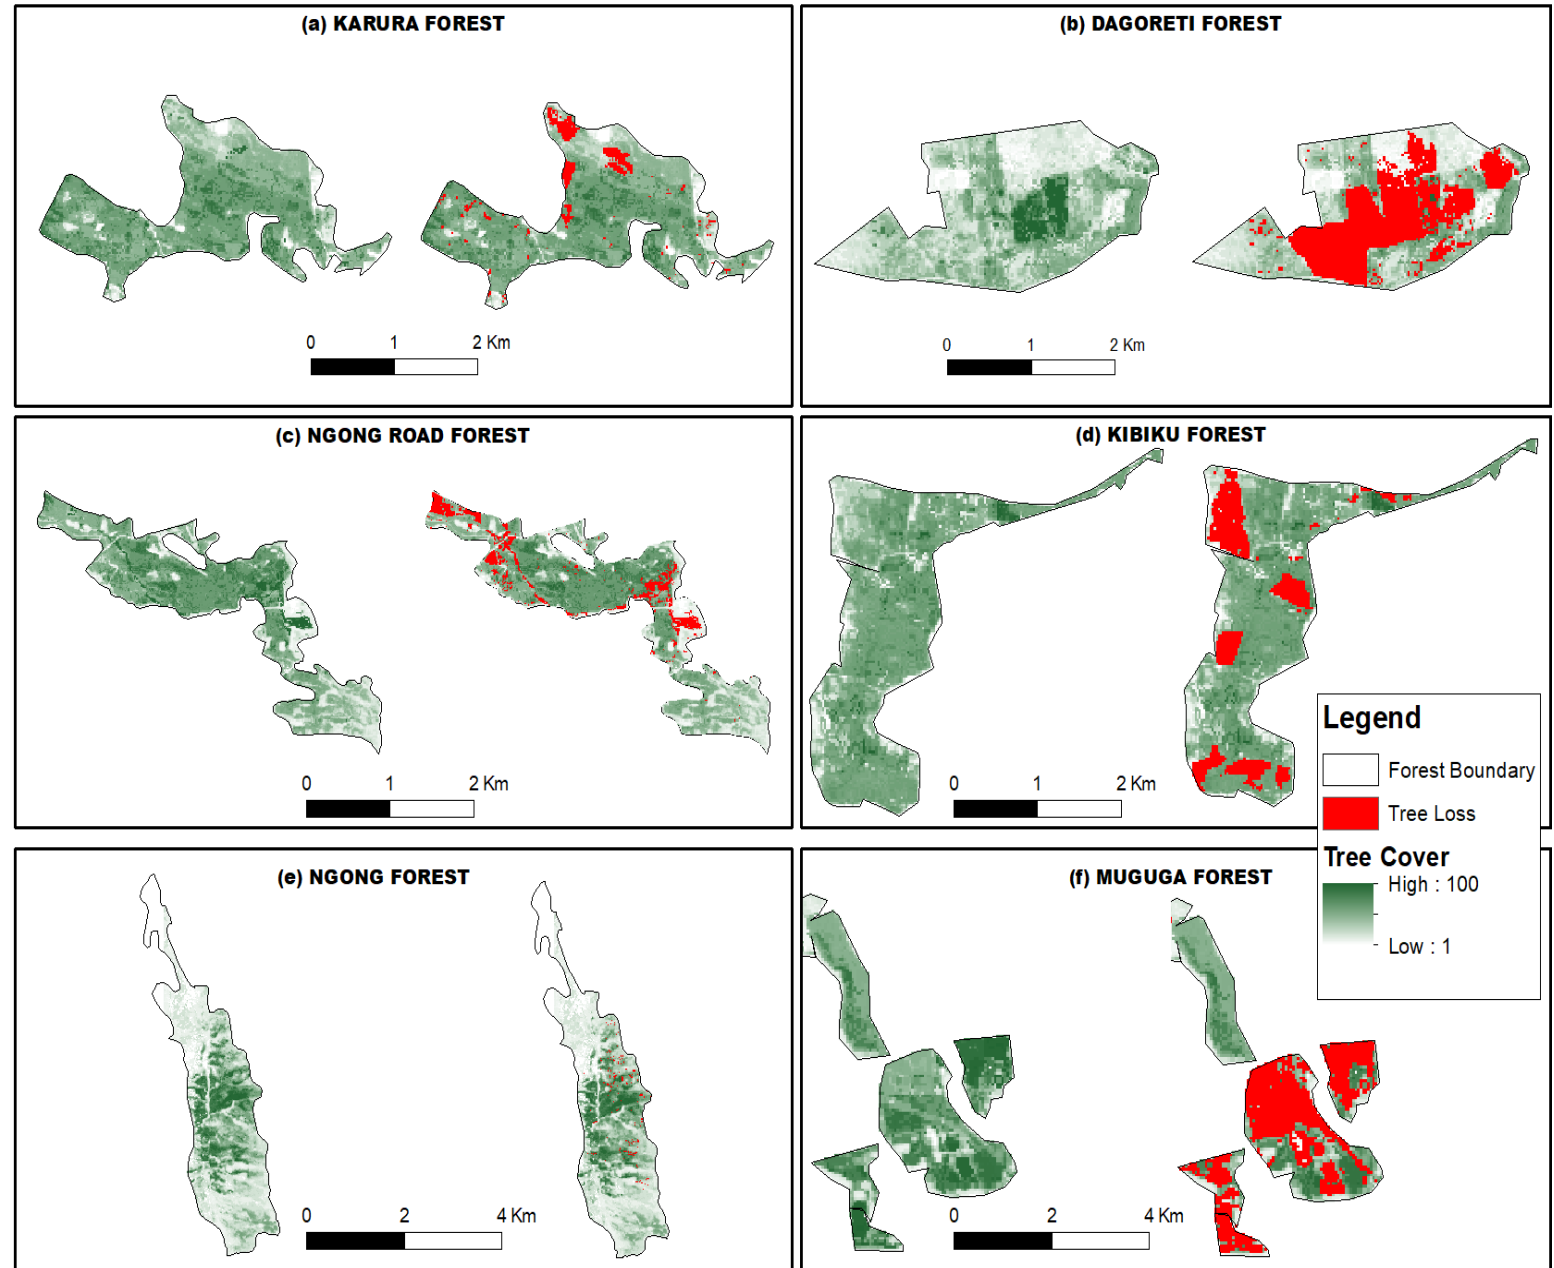 (a) KARURA FOREST
0 1 2 Km
(b) DAGORETI FOREST
0 1 2 Km
(c) NGONG ROAD FOREST
0 1 2 Km
(d) KIBIKU FOREST
0 1 2 Km
Legend
Forest Boundary
Tree Loss
Tree Cover
High : 100
Low : 1
(e) NGONG FOREST
0 2 4 Km
(f) MUGUGA FOREST
0 2 4 Km